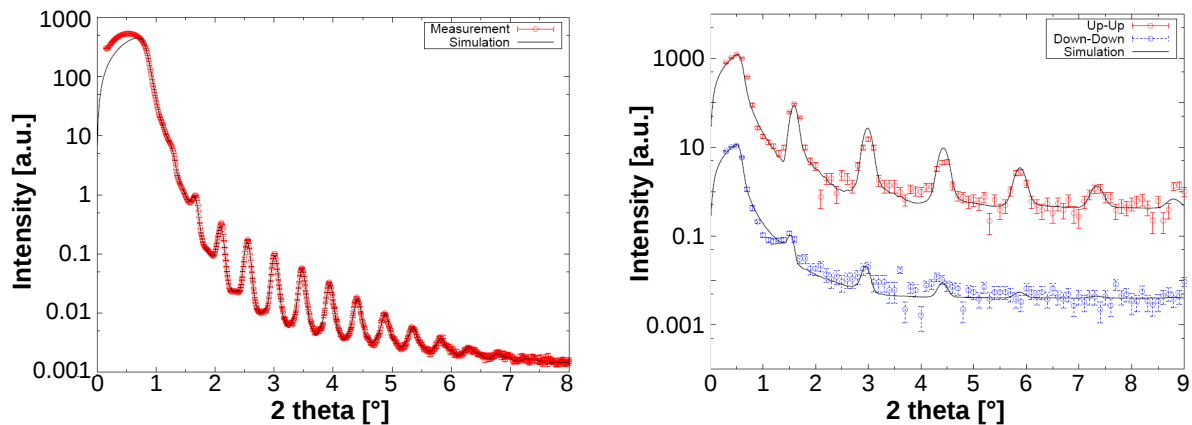 Intensity [a.u.]
1000
100
10
1
0.1
0.01
0.001
Measurement
Simulation
0 1 2 3 4 5 6 7 8
2 theta [°]
Intensity [a.u.]
1000
10
0.1
0.001
Up-Up
Down-Down
Simulation
0 1 2 3 4 5 6 7 8 9
2 theta [°]